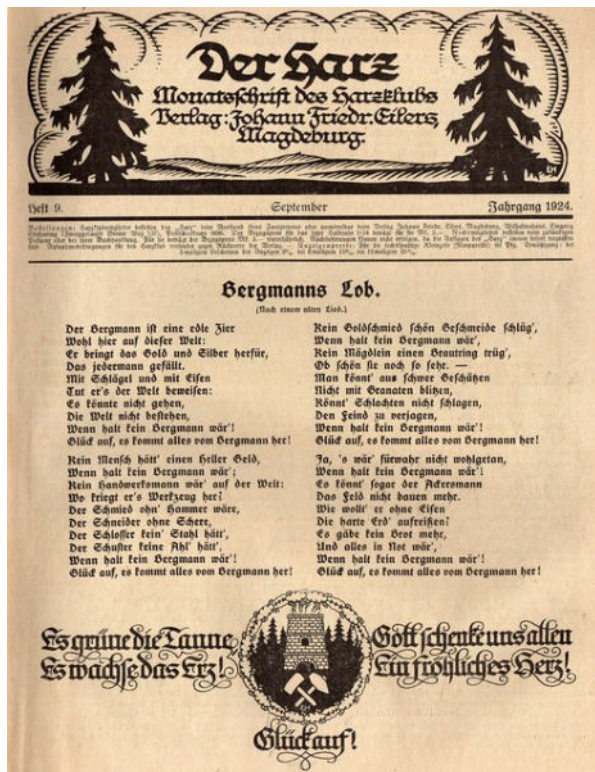 Der Harz
Monatsschrift des Harzklubs
Verlag: Johann Friedr. Eilers
Magdeburg.
Heft 9.
September
Jahrgang 1924.
Bergmanns Lob.
(Nach einem alten Lied.)
Der Bergmann ist eine edle Zier
Wohl hier auf dieser Welt:
Er bringt das Gold und Silber herfür,
Das jedermann gefällt.
Mit Schlägel und mit Eisen
Tut er's der Welt beweisen:
Es könnte nicht gehen,
Die Welt nicht bestehen,
Wenn halt kein Bergmann wär'!
Glück auf, es kommt alles vom Bergmann her!
Kein Mensch hätt' einen Heller Geld,
Wenn halt kein Bergmann wär';
Kein Handwerksmann wär' auf der Welt:
Wo kriegt er's Werkzeug her?
Der Schmied ohn' Hammer wäre,
Der Schneider ohne Schere,
Der Schlosser kein' Stahl hätt',
Der Schuster keine Ahl' hätt',
Wenn halt kein Bergmann wär'!
Glück auf, es kommt alles vom Bergmann her!
Kein Goldschmied schön Geschmeide schlüg',
Wenn halt kein Bergmann wär',
Kein Mägdlein einen Brautring trüg',
Ob schön sie noch so sehr. —
Man könnt' aus schwer Geschützen
Nicht mit Granaten blitzen,
Könnt' Schlachten nicht schlagen,
Den Feind zu verjagen,
Wenn halt kein Bergmann wär'!
Glück auf, es kommt alles vom Bergmann her!
Ja, 's wär' fürwahr nicht wohlgetan,
Wenn halt kein Bergmann wär'!
Es könnt' sogar der Ackersmann
Das Feld nicht bauen mehr.
Wie wollt' er ohne Eisen
Die harte Erd' aufreißen?
Es gäbe kein Brot mehr,
Und alles in Not wär',
Wenn halt kein Bergmann wär'!
Glück auf, es kommt alles vom Bergmann her!
Es grüne die Tanne,
Es wachse das Erz!
Gott schenke uns allen
Ein fröhliches Herz!
Glück auf!